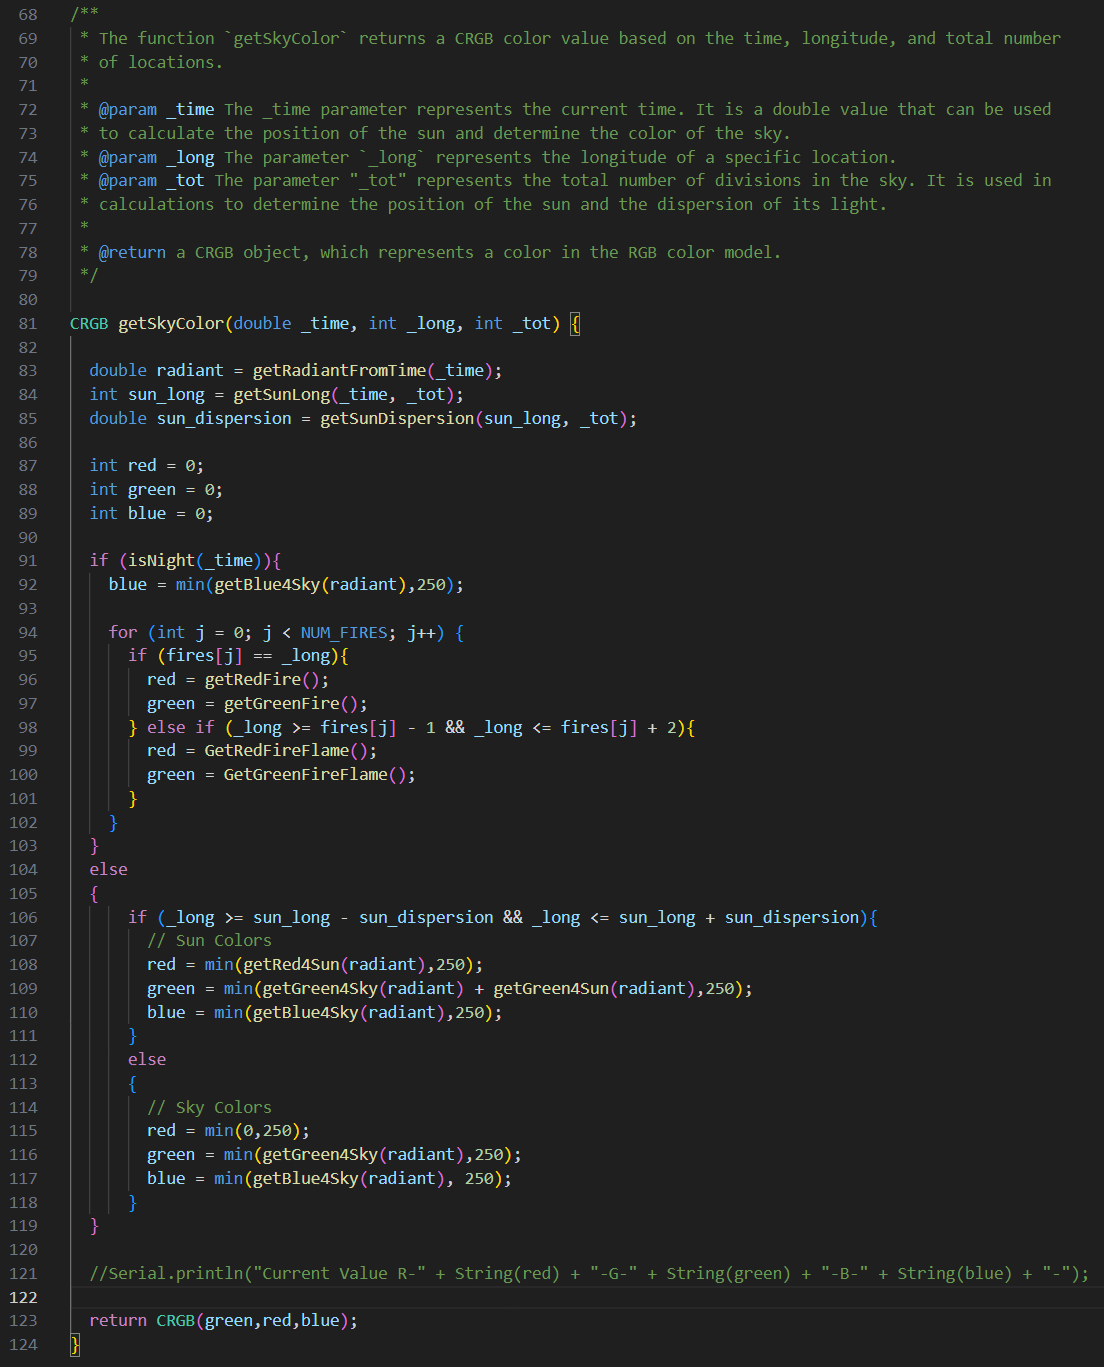 68 /**
69 * The function `getSkyColor` returns a CRGB color value based on the time, longitude, and total number
70 * of locations.
71 *
72 * @param _time The _time parameter represents the current time. It is a double value that can be used
73 * to calculate the position of the sun and determine the color of the sky.
74 * @param _long The parameter `_long` represents the longitude of a specific location.
75 * @param _tot The parameter "_tot" represents the total number of divisions in the sky. It is used in
76 * calculations to determine the position of the sun and the dispersion of its light.
77 *
78 * @return a CRGB object, which represents a color in the RGB color model.
79 */
80
81 CRGB getSkyColor(double _time, int _long, int _tot) {
82
83   double radiant = getRadiantFromTime(_time);
84   int sun_long = getSunLong(_time, _tot);
85   double sun_dispersion = getSunDispersion(sun_long, _tot);
86
87   int red = 0;
88   int green = 0;
89   int blue = 0;
90
91   if (isNight(_time)){
92     blue = min(getBlue4Sky(radiant),250);
93
94     for (int j = 0; j < NUM_FIRES; j++) {
95       if (fires[j] == _long){
96         red = getRedFire();
97         green = getGreenFire();
98       } else if (_long >= fires[j] - 1 && _long <= fires[j] + 2){
99         red = GetRedFireFlame();
100         green = GetGreenFireFlame();
101       }
102     }
103   }
104   else
105   {
106       if (_long >= sun_long - sun_dispersion && _long <= sun_long + sun_dispersion){
107         // Sun Colors
108         red = min(getRed4Sun(radiant),250);
109         green = min(getGreen4Sky(radiant) + getGreen4Sun(radiant),250);
110         blue = min(getBlue4Sky(radiant),250);
111       }
112       else
113       {
114         // Sky Colors
115         red = min(0,250);
116         green = min(getGreen4Sky(radiant),250);
117         blue = min(getBlue4Sky(radiant), 250);
118       }
119   }
120
121   //Serial.println("Current Value R-" + String(red) + "-G-" + String(green) + "-B-" + String(blue) + "-");
122
123   return CRGB(green,red,blue);
124 }